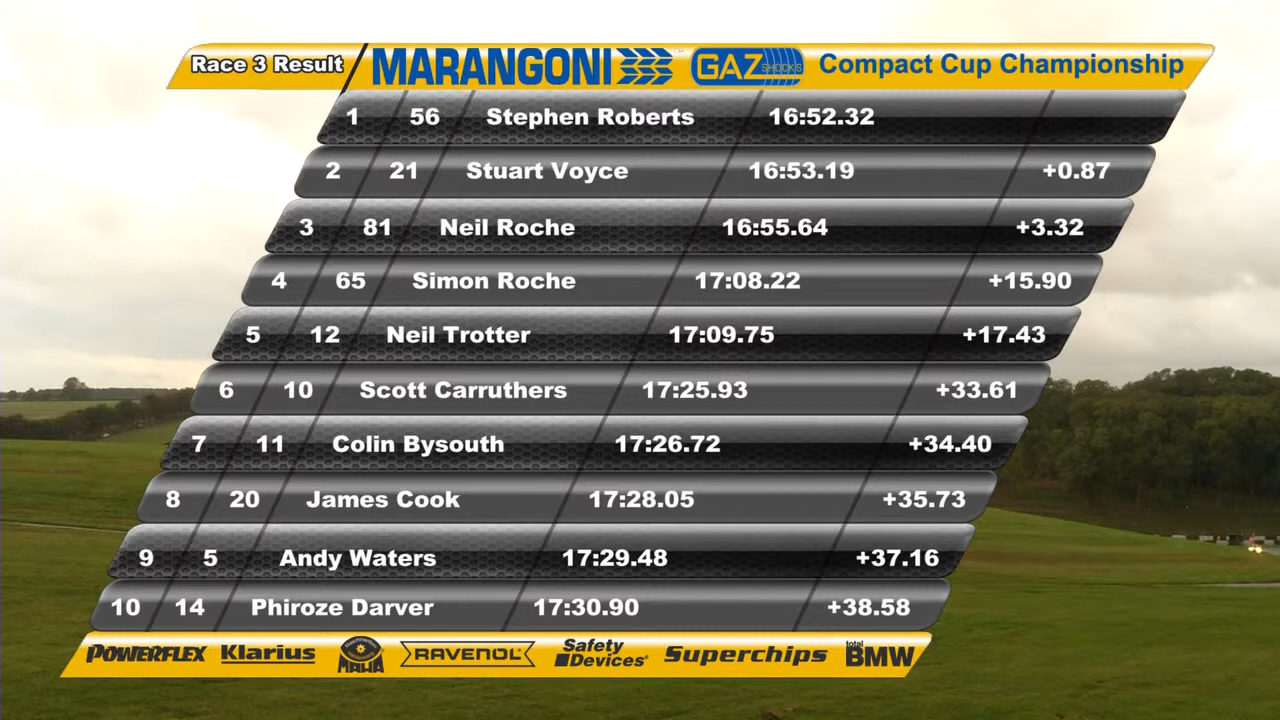 Race 3 Result MARANGONI GAZ SHOCKS Compact Cup Championship
1 56 Stephen Roberts 16:52.32
2 21 Stuart Voyce 16:53.19 +0.87
3 81 Neil Roche 16:55.64 +3.32
4 65 Simon Roche 17:08.22 +15.90
5 12 Neil Trotter 17:09.75 +17.43
6 10 Scott Carruthers 17:25.93 +33.61
7 11 Colin Bysouth 17:26.72 +34.40
8 20 James Cook 17:28.05 +35.73
9 5 Andy Waters 17:29.48 +37.16
10 14 Phiroze Darver 17:30.90 +38.58
POWERFLEX Klarius MAHA RAVENOL Safety Devices Superchips total BMW